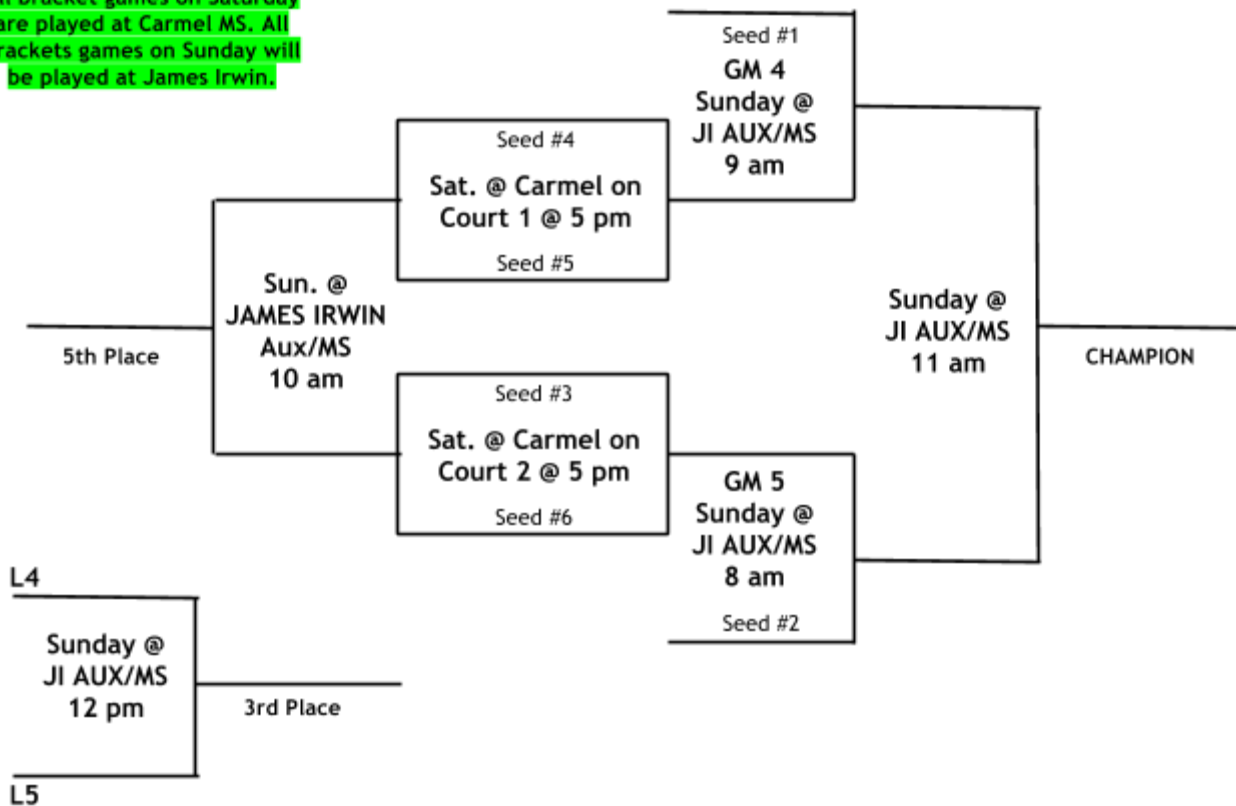 bracket games on Saturday
are played at Carmel MS. All
games on Sunday will
be played at James Irwin.
Seed #1
GM 4
Sunday @
JI AUX/MS
9 am
Seed #4
Sat. @ Carmel on
Court 1 @ 5 pm
Seed #5
Sun. @
JAMES IRWIN
Aux/MS
10 am
5th Place
Sunday @
JI AUX/MS
11 am
CHAMPION
Seed #3
Sat. @ Carmel on
Court 2 @ 5 pm
Seed #6
GM 5
Sunday @
JI AUX/MS
8 am
Seed #2
L4
Sunday @
JI AUX/MS
12 pm
3rd Place
L5